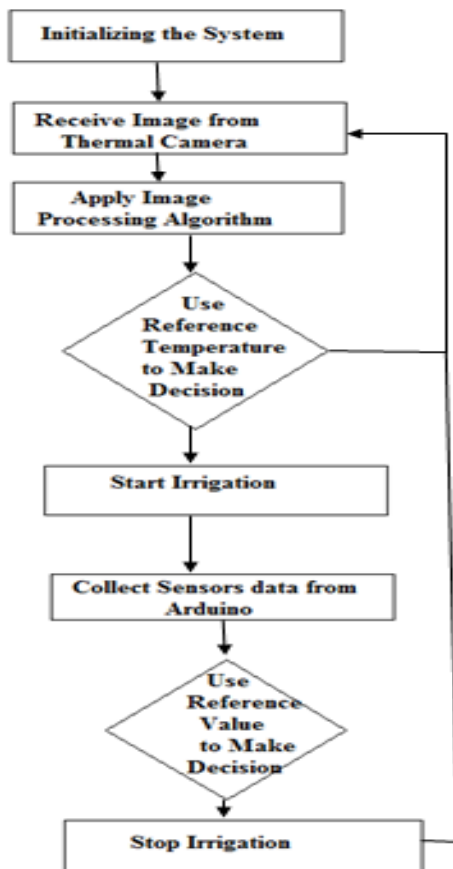 Initializing the System
Receive Image from
Thermal Camera
Apply Image
Processing Algorithm
Use
Reference
Temperature
to Make
Decision
Start Irrigation
Collect Sensors data from
Arduino
Use
Reference
Value
to Make
Decision
Stop Irrigation